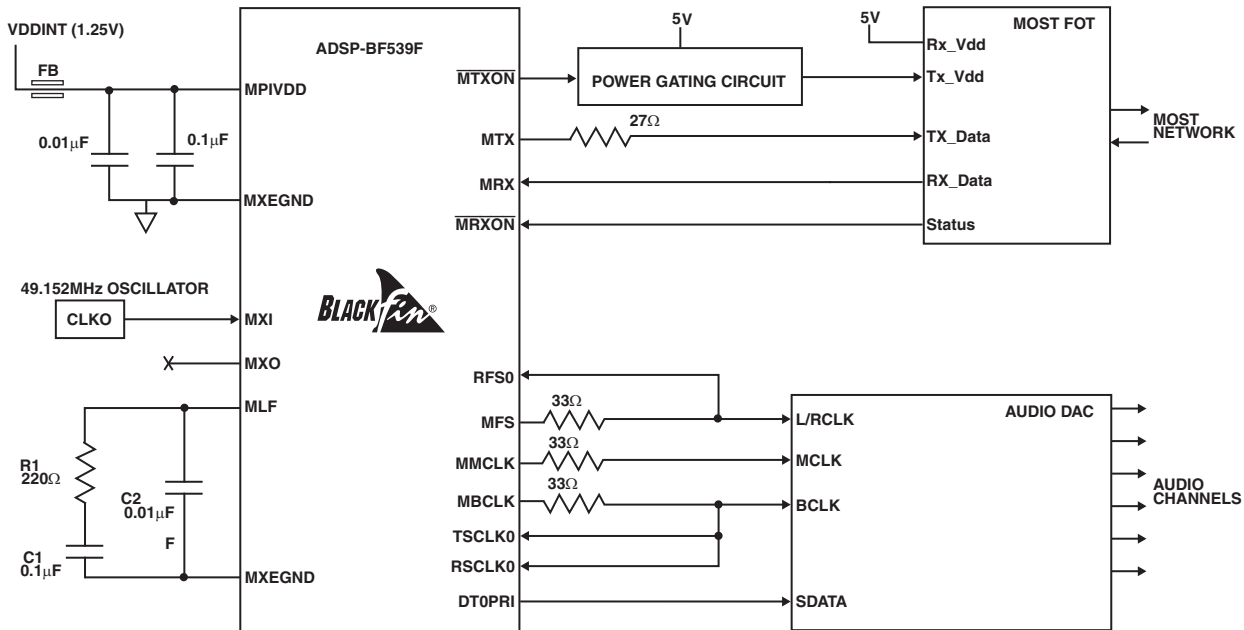 VDDINT (1.25V)
FB
MPIVDD
0.01μF
0.1μF
MXEGND
49.152MHz OSCILLATOR
CLKO
MXI
MXO
MLF
R1
220Ω
C2
0.01μF
F
C1
0.1μF
MXEGND
ADSP-BF539F
BLACKfin®
MTXON
MTX
MRX
MRXON
RFS0
MFS
MMCLK
MBCLK
TSCLK0
RSCLK0
DT0PRI
5V
POWER GATING CIRCUIT
27Ω
5V
MOST FOT
Rx_Vdd
Tx_Vdd
TX_Data
RX_Data
Status
MOST
NETWORK
33Ω
33Ω
33Ω
AUDIO DAC
L/RCLK
MCLK
BCLK
SDATA
AUDIO
CHANNELS